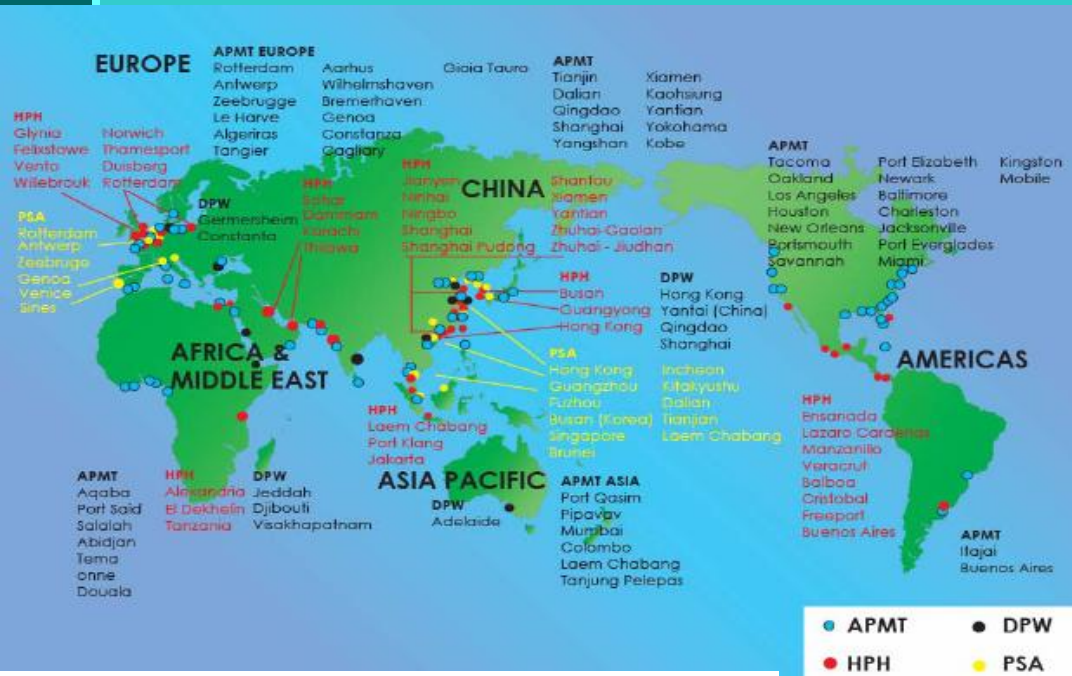 EUROPE
APMT EUROPE
Rotterdam
Antwerp
Zeebrugge
Le Harve
Algeriras
Tangier
Aarhus
Wilhelmshaven
Bremerhaven
Genoa
Constanza
Cagliary
Gioia Tauro
APMT
Tianjin
Dalian
Qingdao
Shanghai
Yangshan
Xiamen
Kaohsiung
Yantian
Yokohama
Kobe
HPH
Glynia
Felixstowe
Vento
Willebrouk
Norwich
Thamesport
Duisberg
Rotterdam
APMT
Tacoma
Oakland
Los Angeles
Houston
New Orleans
Portsmouth
Savannah
Port Elizabeth
Newark
Baltimore
Charleston
Jacksonville
Port Everglades
Miami
Kingston
Mobile
PSA
Rotterdam
Antwerp
Zeebruge
Genoa
Venice
Sines
DPW
Germersheim
Constanta
HPH
Sohar
Dammam
Karachi
HPH
Ningbo
Shanghai
Shanghai Pudong
CHINA
Shantou
Xiamen
Yantian
Zhuhai-Gaolan
Zhuhai - Jiudhan
HPH
Busan
Guangyong
Hong Kong
DPW
Hong Kong
Yantai (China)
Qingdao
Shanghai
AFRICA &
MIDDLE EAST
PSA
Hong Kong
Guangzhou
Fuzhou
Busan (Korea)
Singapore
Brunei
Incheon
Kitakyushu
Dalian
Tianjian
Laem Chabang
AMERICAS
HPH
Laem Chabang
Port Klang
Jakarta
HPH
Ensanada
Lazaro Cardenas
Manzanillo
Veracrut
Balboa
Cristobal
Freeport
Buenos Aires
APMT
Aqaba
Port Said
Salalah
Abidjan
Tema
onne
Douala
HPH
Alexandria
El Dekhelin
Tanzania
DPW
Jeddah
Djibouti
Visakhapatnam
ASIA PACIFIC
DPW
Adelaide
APMT ASIA
Port Qasim
Pipavav
Mumbai
Colombo
Laem Chabang
Tanjung Pelepas
APMT
Itajai
Buenos Aires
APMT
DPW
HPH
PSA